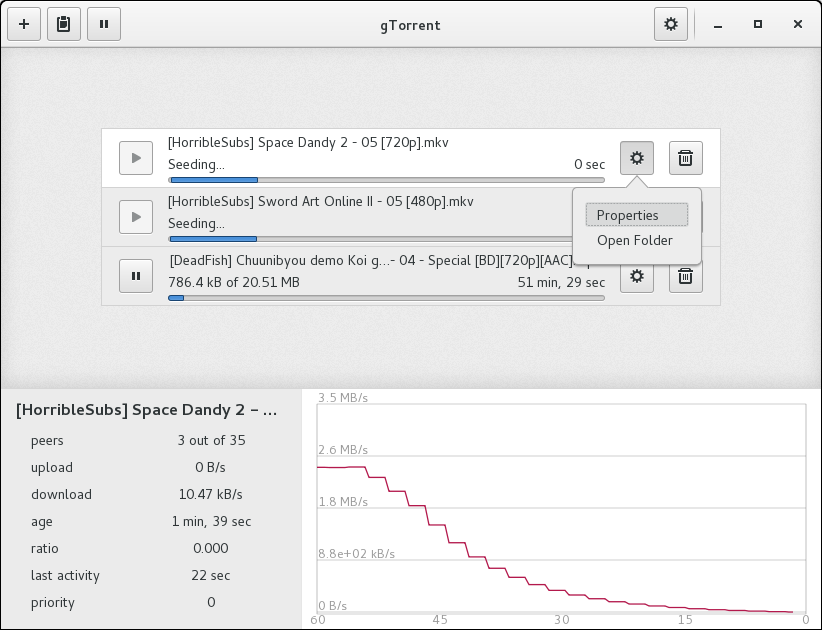 gTorrent
[HorribleSubs] Space Dandy 2 - 05 [720p].mkv
Seeding...
0 sec
[HorribleSubs] Sword Art Online II - 05 [480p].mkv
Seeding...
Properties
Open Folder
[DeadFish] Chuunibyou demo Koi g...- 04 - Special [BD][720p][AAC]
786.4 kB of 20.51 MB
51 min, 29 sec
[HorribleSubs] Space Dandy 2 – ...
peers 3 out of 35
upload 0 B/s
download 10.47 kB/s
age 1 min, 39 sec
ratio 0.000
last activity 22 sec
priority 0
3.5 MB/s
2.6 MB/s
1.8 MB/s
8.8e+02 kB/s
0 B/s
60 45 30 15 0